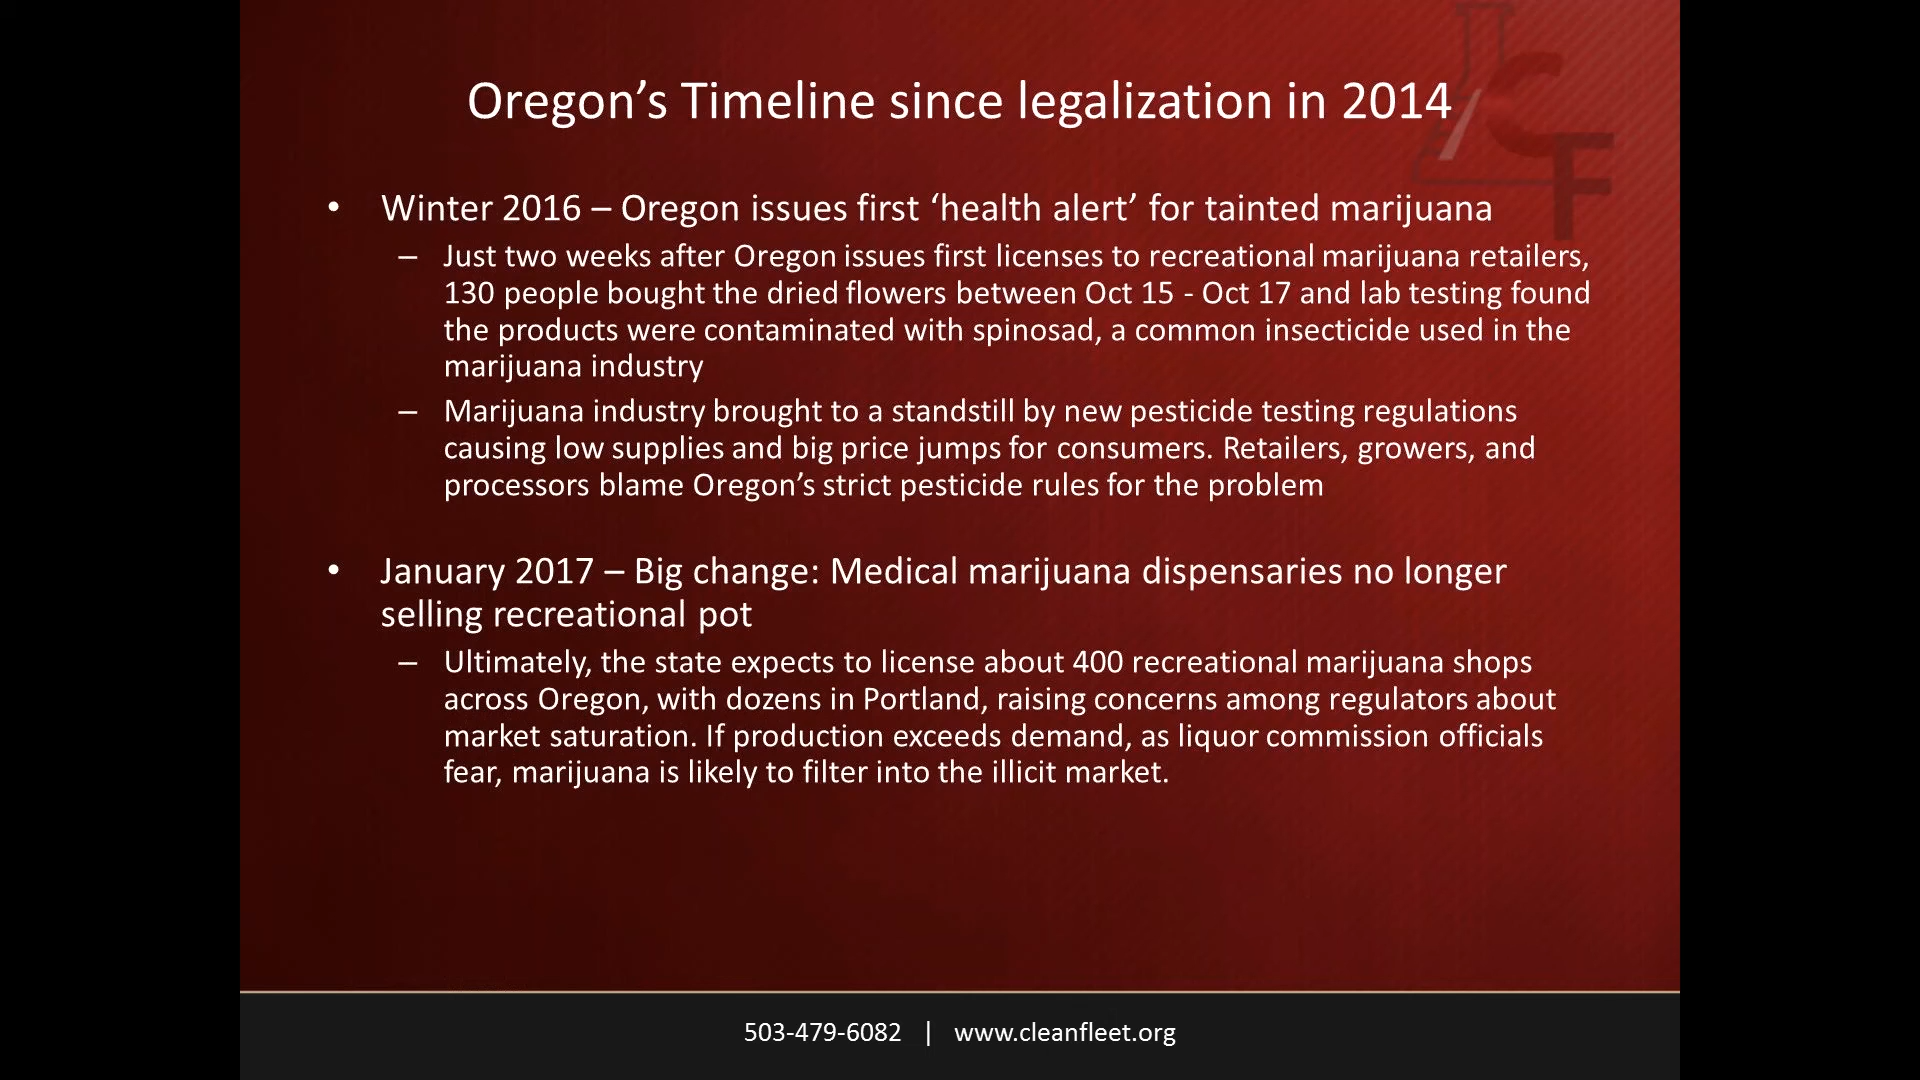 Oregon’s Timeline since legalization in 2014
• Winter 2016 – Oregon issues first ‘health alert’ for tainted marijuana
– Just two weeks after Oregon issues first licenses to recreational marijuana retailers,
130 people bought the dried flowers between Oct 15 - Oct 17 and lab testing found
the products were contaminated with spinosad, a common insecticide used in the
marijuana industry
– Marijuana industry brought to a standstill by new pesticide testing regulations
causing low supplies and big price jumps for consumers. Retailers, growers, and
processors blame Oregon’s strict pesticide rules for the problem
• January 2017 – Big change: Medical marijuana dispensaries no longer
selling recreational pot
– Ultimately, the state expects to license about 400 recreational marijuana shops
across Oregon, with dozens in Portland, raising concerns among regulators about
market saturation. If production exceeds demand, as liquor commission officials
fear, marijuana is likely to filter into the illicit market.
503-479-6082 | www.cleanfleet.org
CF